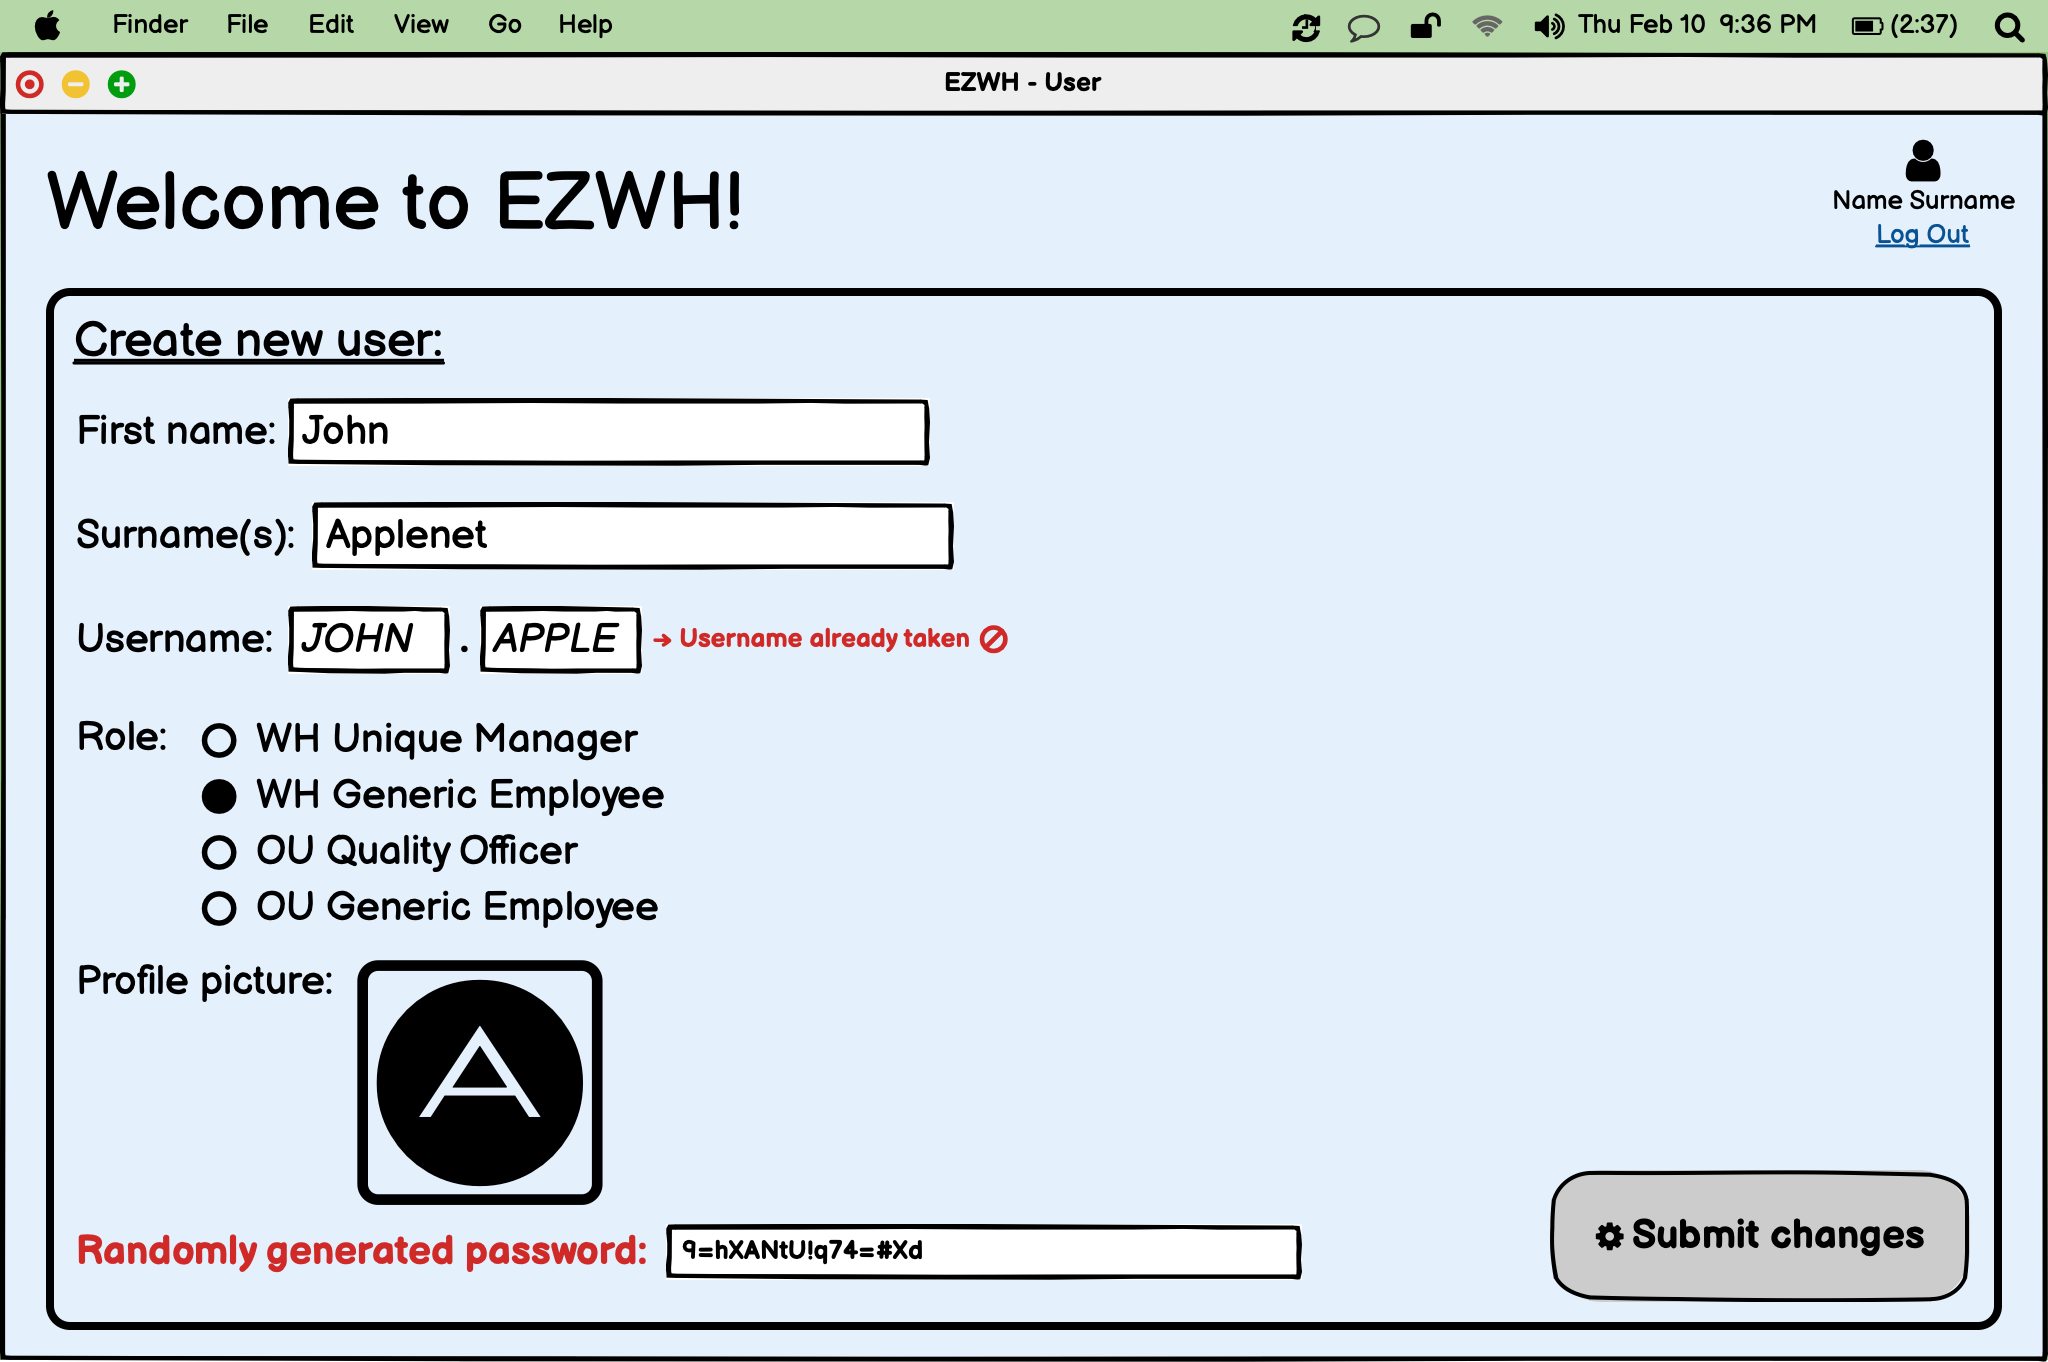 Finder File Edit View Go Help Thu Feb 10 9:36 PM (2:37)
EZWH - User
Welcome to EZWH!
Name Surname
Log Out
Create new user:
First name: John
Surname(s): Applenet
Username: JOHN . APPLE → Username already taken
Role: WH Unique Manager
WH Generic Employee
OU Quality Officer
OU Generic Employee
Profile picture:
A
Randomly generated password: 9=hXANtU!q74=#Xd
Submit changes